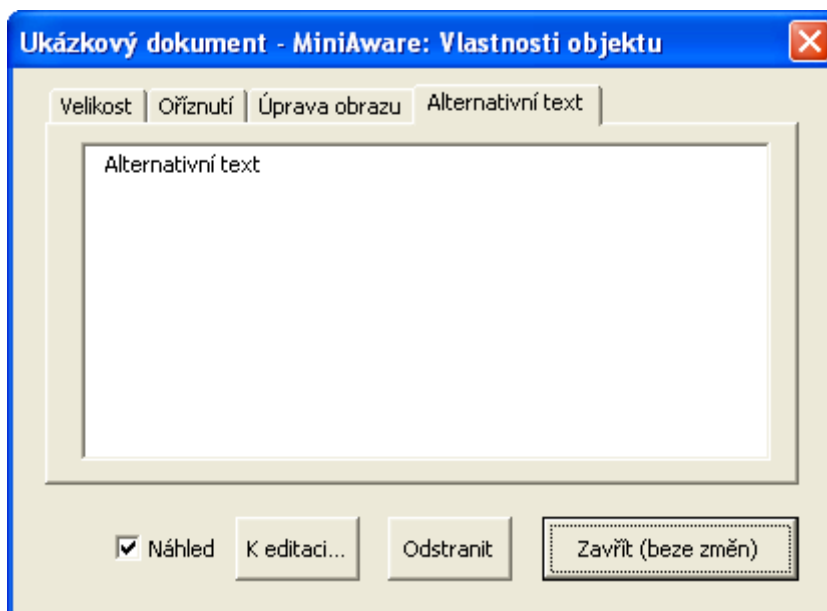 Ukázkový dokument - MiniAware: Vlastnosti objektu
Velikost Oříznutí Úprava obrazu Alternativní text
Alternativní text
Náhled K editaci... Odstranit Zavřít (beze změn)